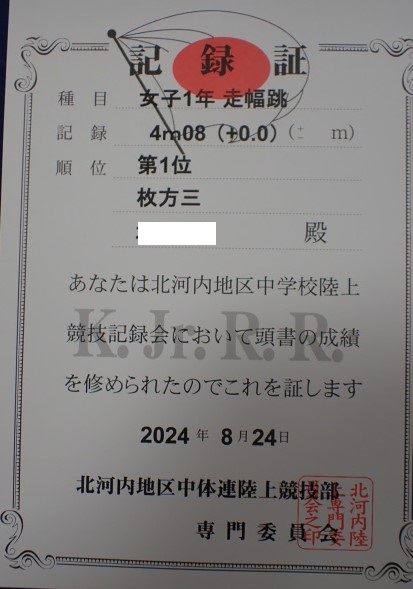 記録証
種目 女子1年 走幅跳
記録 4m08 (+0.0) (± m)
順位 第1位
枚方三
殿
あなたは北河内地区中学校陸上
競技記録会において頭書の成績
を修められたのでこれを証します
K. Jr. R. R.
2024年8月24日
北河内地区中体連陸上競技部
専門委員会